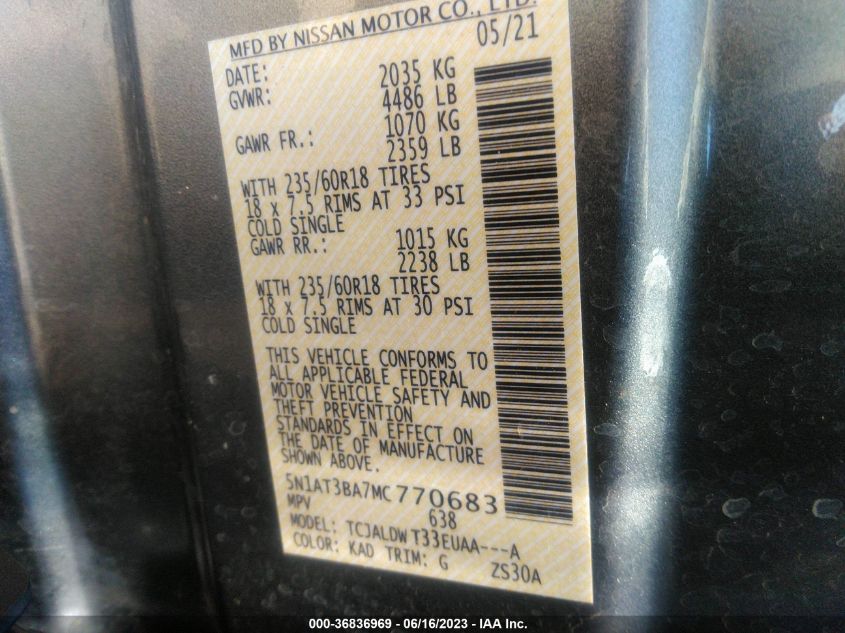 MFD BY NISSAN MOTOR CO., LTD.
DATE: 05/21
GVWR: 2035 KG
4486 LB
GAWR FR.: 1070 KG
2359 LB
WITH 235/60R18 TIRES
18 x 7.5 RIMS AT 33 PSI
COLD SINGLE
GAWR RR.: 1015 KG
2238 LB
WITH 235/60R18 TIRES
18 x 7.5 RIMS AT 30 PSI
COLD SINGLE
THIS VEHICLE CONFORMS TO
ALL APPLICABLE FEDERAL
MOTOR VEHICLE SAFETY AND
THEFT PREVENTION
STANDARDS IN EFFECT ON
THE DATE OF MANUFACTURE
SHOWN ABOVE.
5N1AT3BA7MC770683
MPV 638
MODEL: TCJALDWT33EUAA---A
COLOR: KAD TRIM: G ZS30A
000-36836969 / 06/16/2023 - IAA Inc.